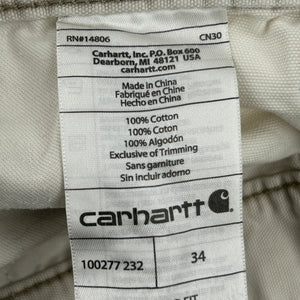 RN#14806 CN30
Carhartt, Inc. P.O. Box 600
Dearborn, MI 48121 USA
carhartt.com
Made in China
Fabriqué en Chine
Hecho en China
100% Cotton
100% Coton
100% Algodón
Exclusive of Trimming
Sans garniture
Sin incluir adorno
carhartt
100277 232 34
FIT